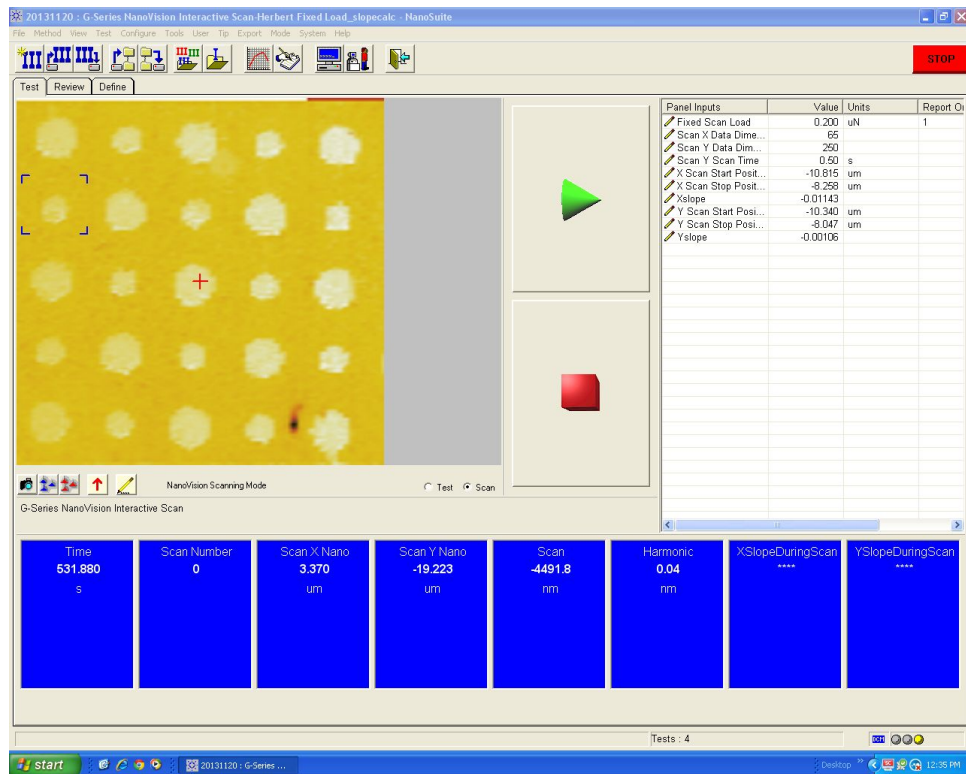 20131120 : G-Series NanoVision Interactive Scan-Herbert Fixed Load_slopecalc - NanoSuite
File Method View Test Configure Tools User Tip Export Mode System Help
STOP
Test Review Define
Panel Inputs Value Units Report Or
Fixed Scan Load 0.200 uN 1
Scan X Data Dime... 65
Scan Y Data Dim... 250
Scan Y Scan Time 0.50 s
X Scan Start Posit... -10.815 um
X Scan Stop Posit... -8.258 um
Xslope -0.01143
Y Scan Start Posi... -10.340 um
Y Scan Stop Posi... -8.047 um
Yslope -0.00106
NanoVision Scanning Mode
Test Scan
G-Series NanoVision Interactive Scan
Time Scan Number Scan X Nano Scan Y Nano Scan Harmonic XSlopeDuringScan YSlopeDuringScan
531.880 0 3.370 -19.223 -4491.8 0.04 **** ****
s um um nm nm
Tests : 4
DCM
start 20131120 : G-Series ... Desktop » 12:35 PM